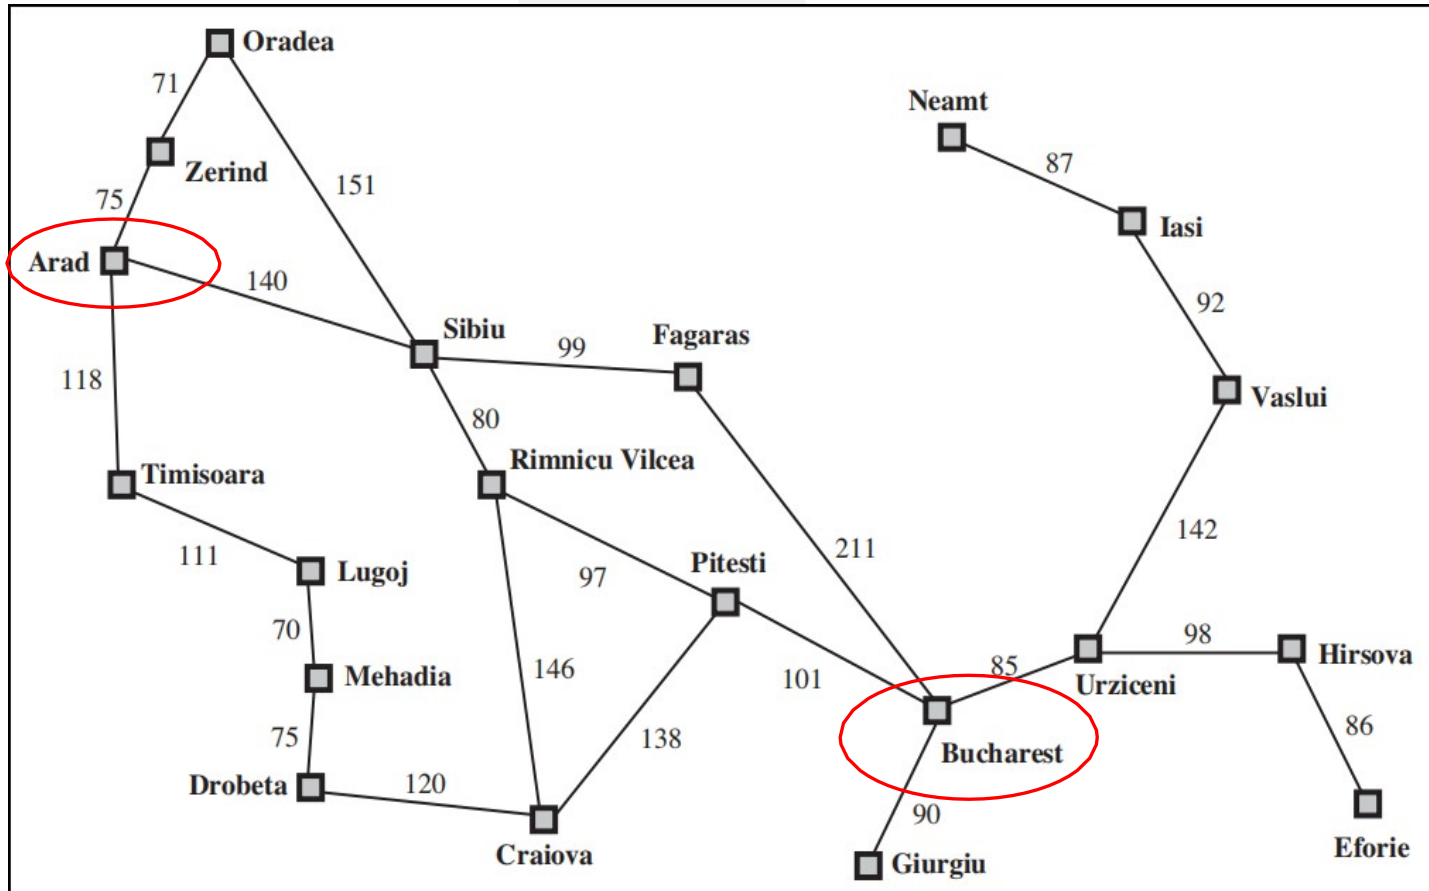 Oradea
71
Neamt
87
Zerind
151
75
Iasi
Arad
140
92
Sibiu
Fagaras
99
118
Vaslui
80
Rimnicu Vilcea
Timisoara
142
111
211
Pitesti
Lugoj
97
70
98
Hirsova
146
101
85
Mehadia
Urziceni
86
75
138
Bucharest
Drobeta
120
90
Eforie
Craiova
Giurgiu